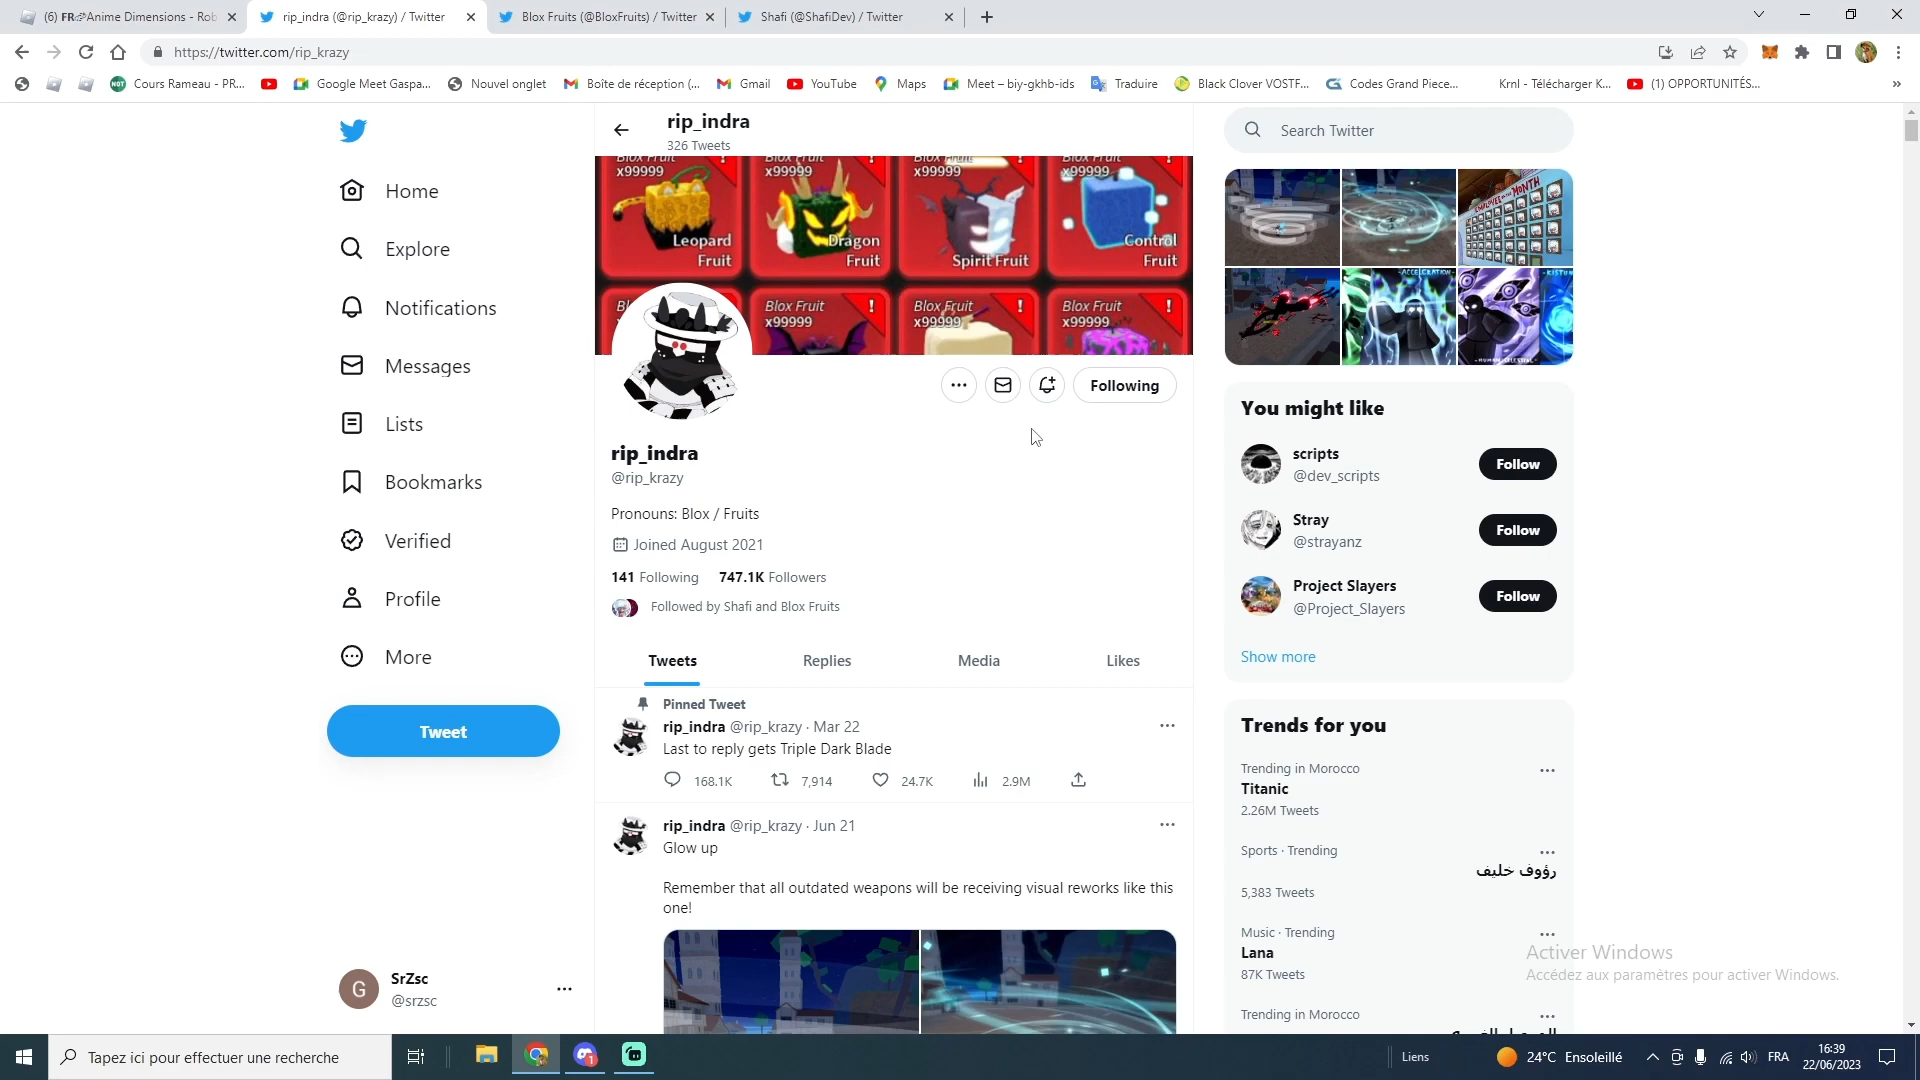 (6) FR🏴Anime Dimensions - Rob
rip_indra (@rip_krazy) / Twitter
Blox Fruits (@BloxFruits) / Twitter
Shafi (@ShafiDev) / Twitter
https://twitter.com/rip_krazy
Cours Rameau - PR...
Google Meet Gaspa...
Nouvel onglet
Boîte de réception (...
Gmail
YouTube
Maps
Meet – biy-gkhb-ids
Traduire
Black Clover VOSTF...
Codes Grand Piece...
Krnl - Télécharger K...
(1) OPPORTUNITÉS...
»
Home
Explore
Notifications
Messages
Lists
Bookmarks
Verified
Profile
More
Tweet
G
SrZsc
@srzsc
rip_indra
326 Tweets
Blox Fruit
x99999
Leopard
Fruit
Blox Fruit
x99999
Dragon
Fruit
Blox Fruit
x99999
Spirit Fruit
Blox Fruit
x99999
Control
Fruit
Blox Fruit
x99999
Blox Fruit
x99999
Blox Fruit
x99999
Following
rip_indra
@rip_krazy
Pronouns: Blox / Fruits
Joined August 2021
141 Following 747.1K Followers
Followed by Shafi and Blox Fruits
Tweets
Replies
Media
Likes
Pinned Tweet
rip_indra @rip_krazy · Mar 22
Last to reply gets Triple Dark Blade
168.1K 7,914 24.7K 2.9M
rip_indra @rip_krazy · Jun 21
Glow up
Remember that all outdated weapons will be receiving visual reworks like this
one!
Search Twitter
MONTH
You might like
scripts
@dev_scripts
Follow
Stray
@strayanz
Follow
Project Slayers
@Project_Slayers
Follow
Show more
Trends for you
Trending in Morocco
Titanic
2.26M Tweets
Sports · Trending
رؤوف خليف
5,383 Tweets
Music · Trending
Lana
87K Tweets
Trending in Morocco
Activer Windows
Accédez aux paramètres pour activer Windows.
Tapez ici pour effectuer une recherche
1
Liens
24°C Ensoleillé
FRA
16:39
22/06/2023